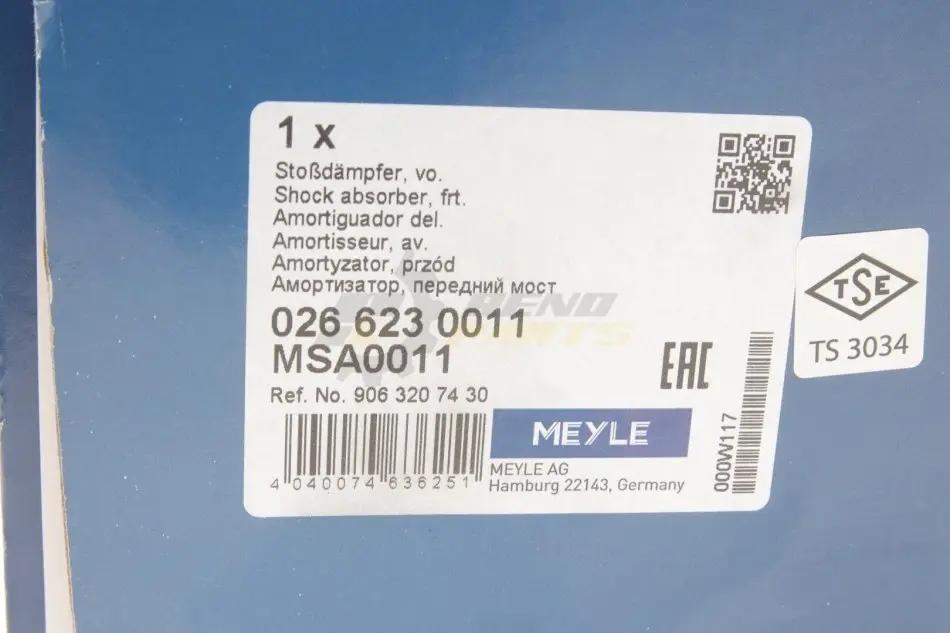 1 x
Stoßdämpfer, vo.
Shock absorber, frt.
Amortiguador del.
Amortisseur, av.
Amortyzator, przód
Амортизатор, передний мост
026 623 0011
MSA0011
Ref. No. 906 320 74 30
4 040074 636251
MEYLE
MEYLE AG
Hamburg 22143, Germany
EAC
000W117
TSE
TS 3034
RENO
PARTS